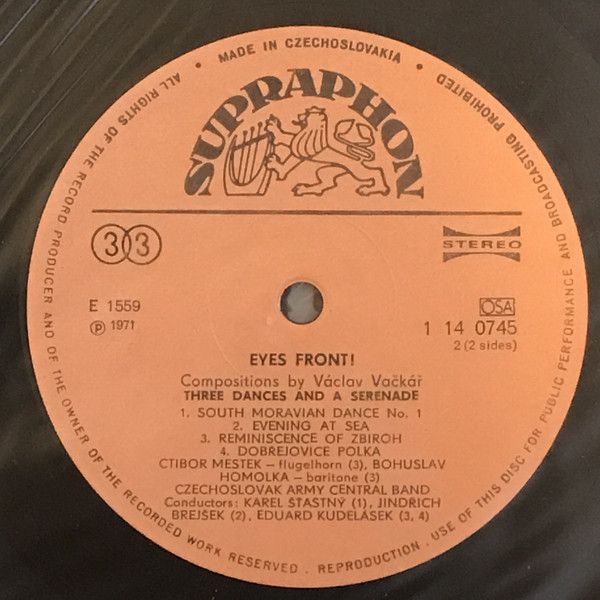 MADE IN CZECHOSLOVAKIA
ALL RIGHTS OF THE RECORD PRODUCER AND OF THE OWNER OF THE RECORDED WORK RESERVED . REPRODUCTION . USE OF THIS DISC FOR PUBLIC PERFORMANCE AND BROADCASTING PROHIBITED
SUPRAPHON
33
STEREO
E 1559
OSA
Ⓟ 1971
1 14 0745
2 (2 sides)
EYES FRONT!
Compositions by Václav Vačkář
THREE DANCES AND A SERENADE
1. SOUTH MORAVIAN DANCE No. 1
2. EVENING AT SEA
3. REMINISCENCE OF ZBIROH
4. DOBREJOVICE POLKA
CTIBOR MESTEK – flugelhorn (3), BOHUSLAV
HOMOLKA – baritone (3)
CZECHOSLOVAK ARMY CENTRAL BAND
Conductors: KAREL ŠŤASTNÝ (1), JINDŘICH
BREJŠEK (2), EDUARD KUDELÁSEK (3, 4)